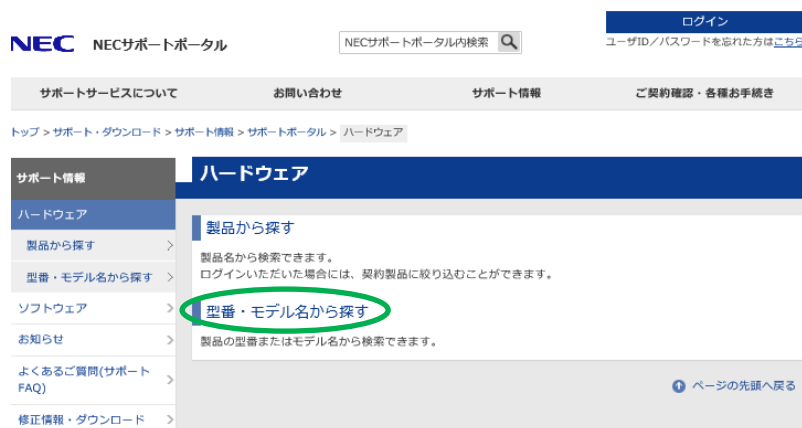 ログイン
NEC NECサポートポータル
NECサポートポータル内検索
ユーザID／パスワードを忘れた方はこちら
サポートサービスについて お問い合わせ サポート情報 ご契約確認・各種お手続き
トップ > サポート・ダウンロード > サポート情報 > サポートポータル > ハードウェア
サポート情報
ハードウェア
製品から探す
型番・モデル名から探す
ソフトウェア
お知らせ
よくあるご質問(サポート
FAQ)
修正情報・ダウンロード
ハードウェア
製品から探す
製品名から検索できます。
ログインいただいた場合には、契約製品に絞り込むことができます。
型番・モデル名から探す
製品の型番またはモデル名から検索できます。
ページの先頭へ戻る